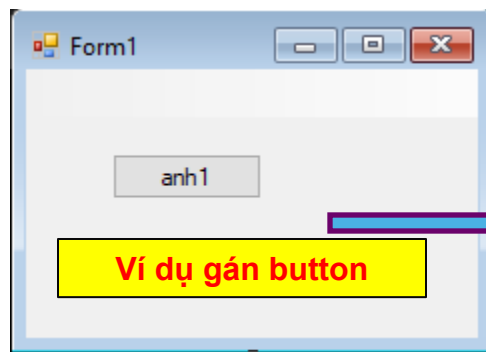 Form1
anh1
Ví dụ gán button